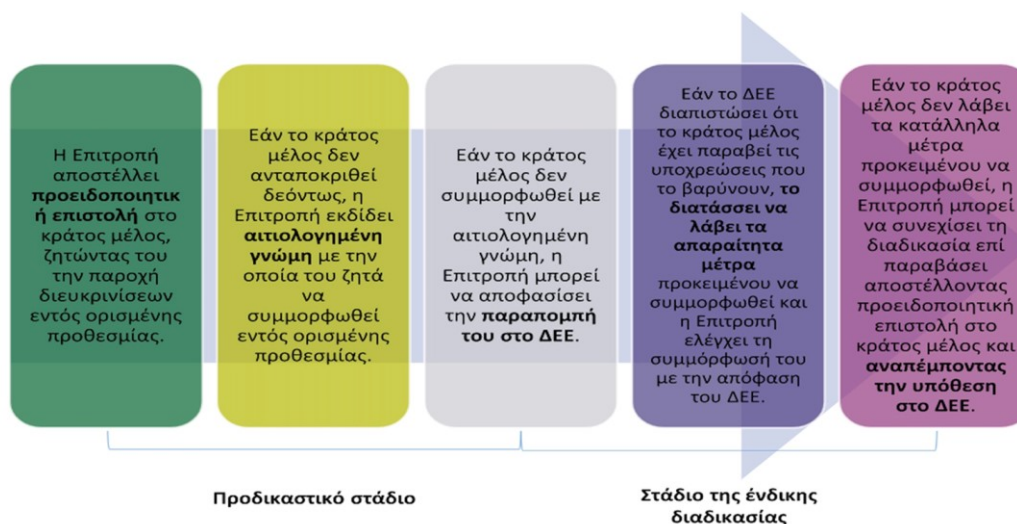 Η Επιτροπή
αποστέλλει
προειδοποιητικ
ή επιστολή στο
κράτος μέλος,
ζητώντας του
την παροχή
διευκρινίσεων
εντός ορισμένης
προθεσμίας.
Εάν το κράτος
μέλος δεν
ανταποκριθεί
δεόντως, η
Επιτροπή εκδίδει
αιτιολογημένη
γνώμη με την
οποία του ζητά
να
συμμορφωθεί
εντός ορισμένης
προθεσμίας.
Εάν το κράτος
μέλος δεν
συμμορφωθεί με
την
αιτιολογημένη
γνώμη, η
Επιτροπή μπορεί
να αποφασίσει
την παραπομπή
του στο ΔΕΕ.
Εάν το ΔΕΕ
διαπιστώσει ότι
το κράτος μέλος
έχει παραβεί τις
υποχρεώσεις που
το βαρύνουν, το
διατάσσει να
λάβει τα
απαραίτητα
μέτρα
προκειμένου να
συμμορφωθεί και
η Επιτροπή
ελέγχει τη
συμμόρφωσή του
με την απόφαση
του ΔΕΕ.
Εάν το κράτος
μέλος δεν λάβει
τα κατάλληλα
μέτρα
προκειμένου να
συμμορφωθεί, η
Επιτροπή μπορεί
να συνεχίσει τη
διαδικασία επί
παραβάσει
αποστέλλοντας
προειδοποιητική
επιστολή στο
κράτος μέλος και
αναπέμποντας
την υπόθεση
στο ΔΕΕ.
Προδικαστικό στάδιο
Στάδιο της ένδικης
διαδικασίας